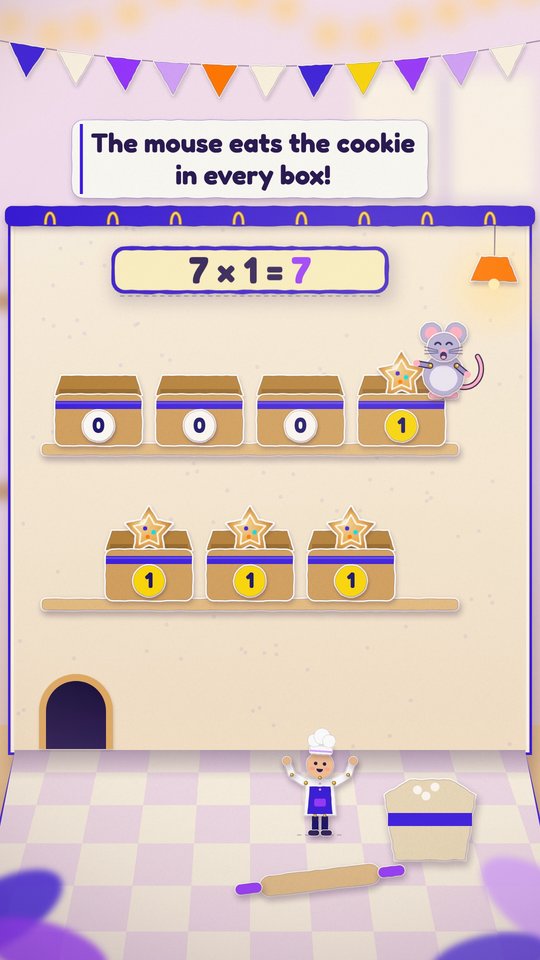 The mouse eats the cookie
in every box!
7 × 1 = 7
0 0 0 1
1 1 1